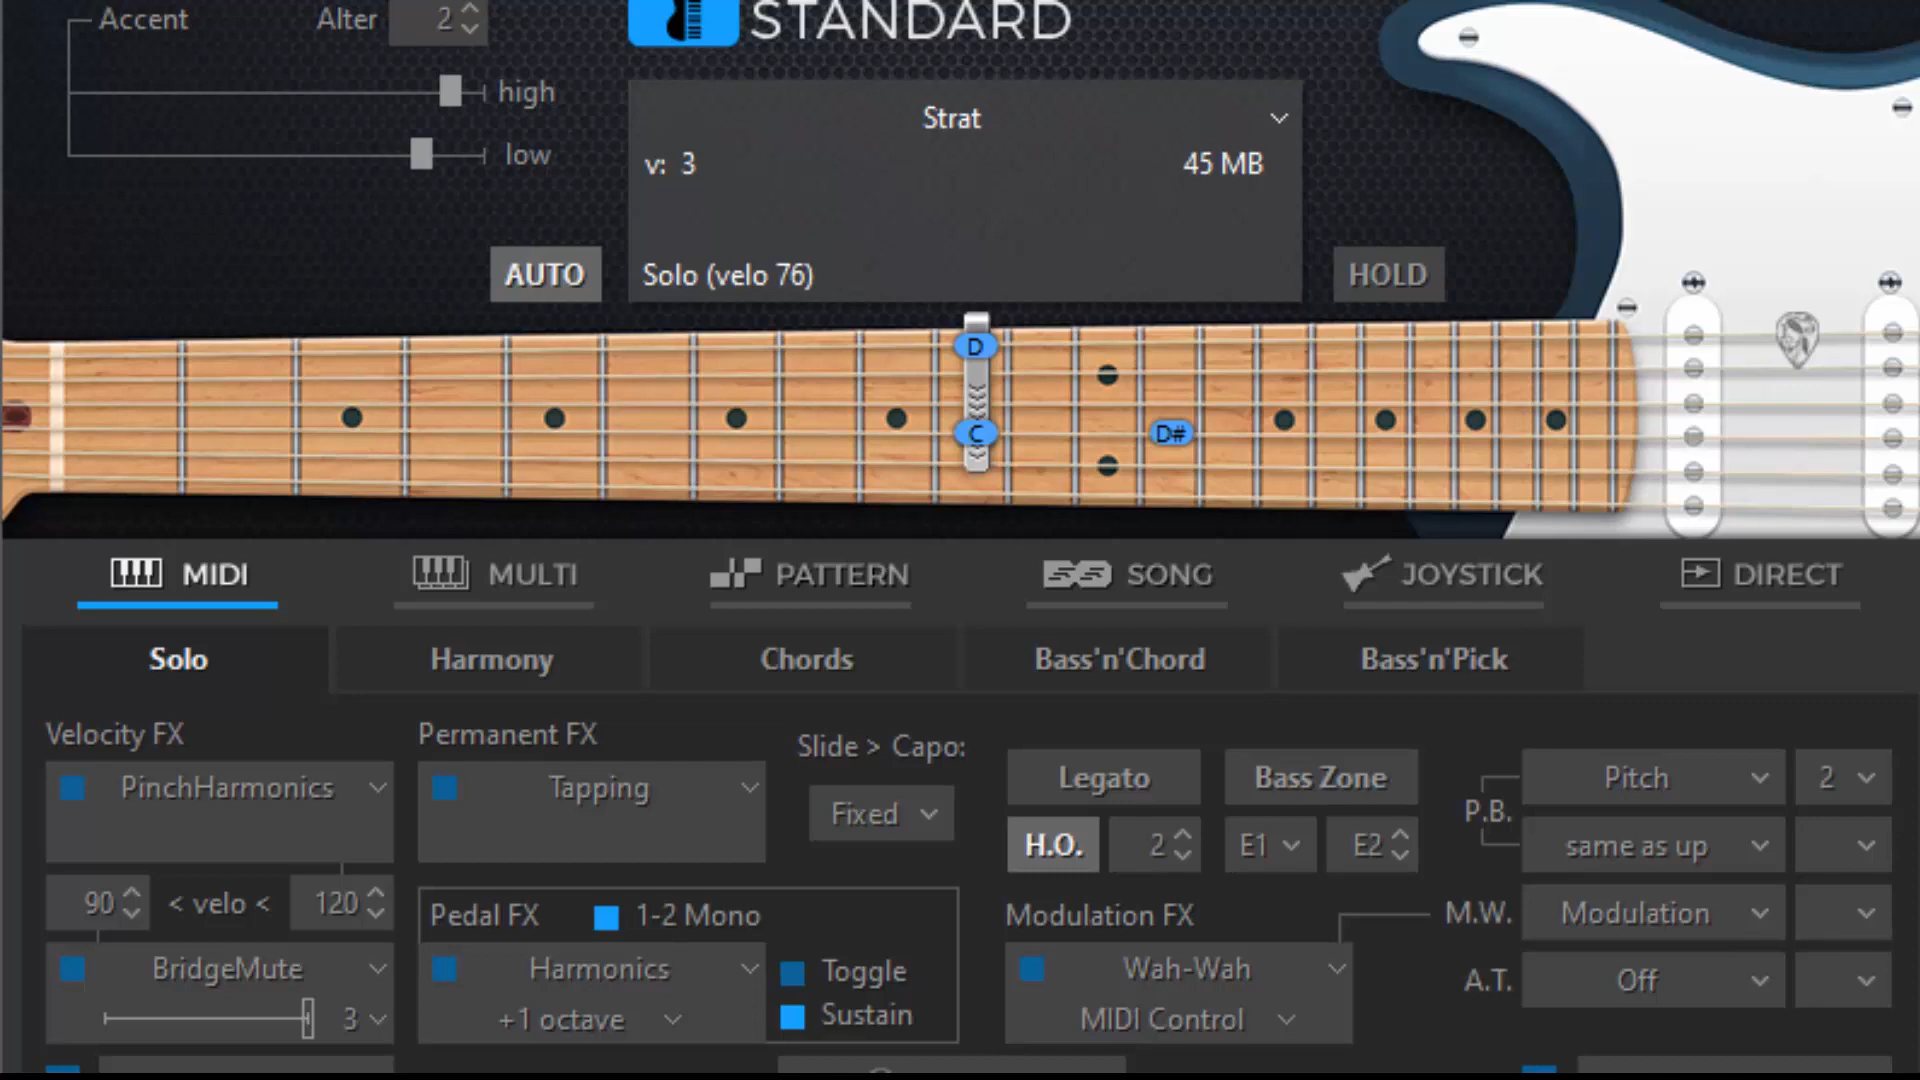 Accent Alter 2
STANDARD
high
low
Strat
v: 3 45 MB
AUTO
Solo (velo 76)
HOLD
D
C
D#
MIDI MULTI PATTERN SONG JOYSTICK DIRECT
Solo Harmony Chords Bass'n'Chord Bass'n'Pick
Velocity FX
PinchHarmonics
90 < velo < 120
BridgeMute
3
Permanent FX
Tapping
Slide > Capo:
Fixed
Pedal FX 1-2 Mono
Harmonics
+1 octave
Toggle
Sustain
Legato Bass Zone
H.O. 2 E1 E2
Modulation FX
Wah-Wah
MIDI Control
P.B. Pitch 2
same as up
M.W. Modulation
A.T. Off